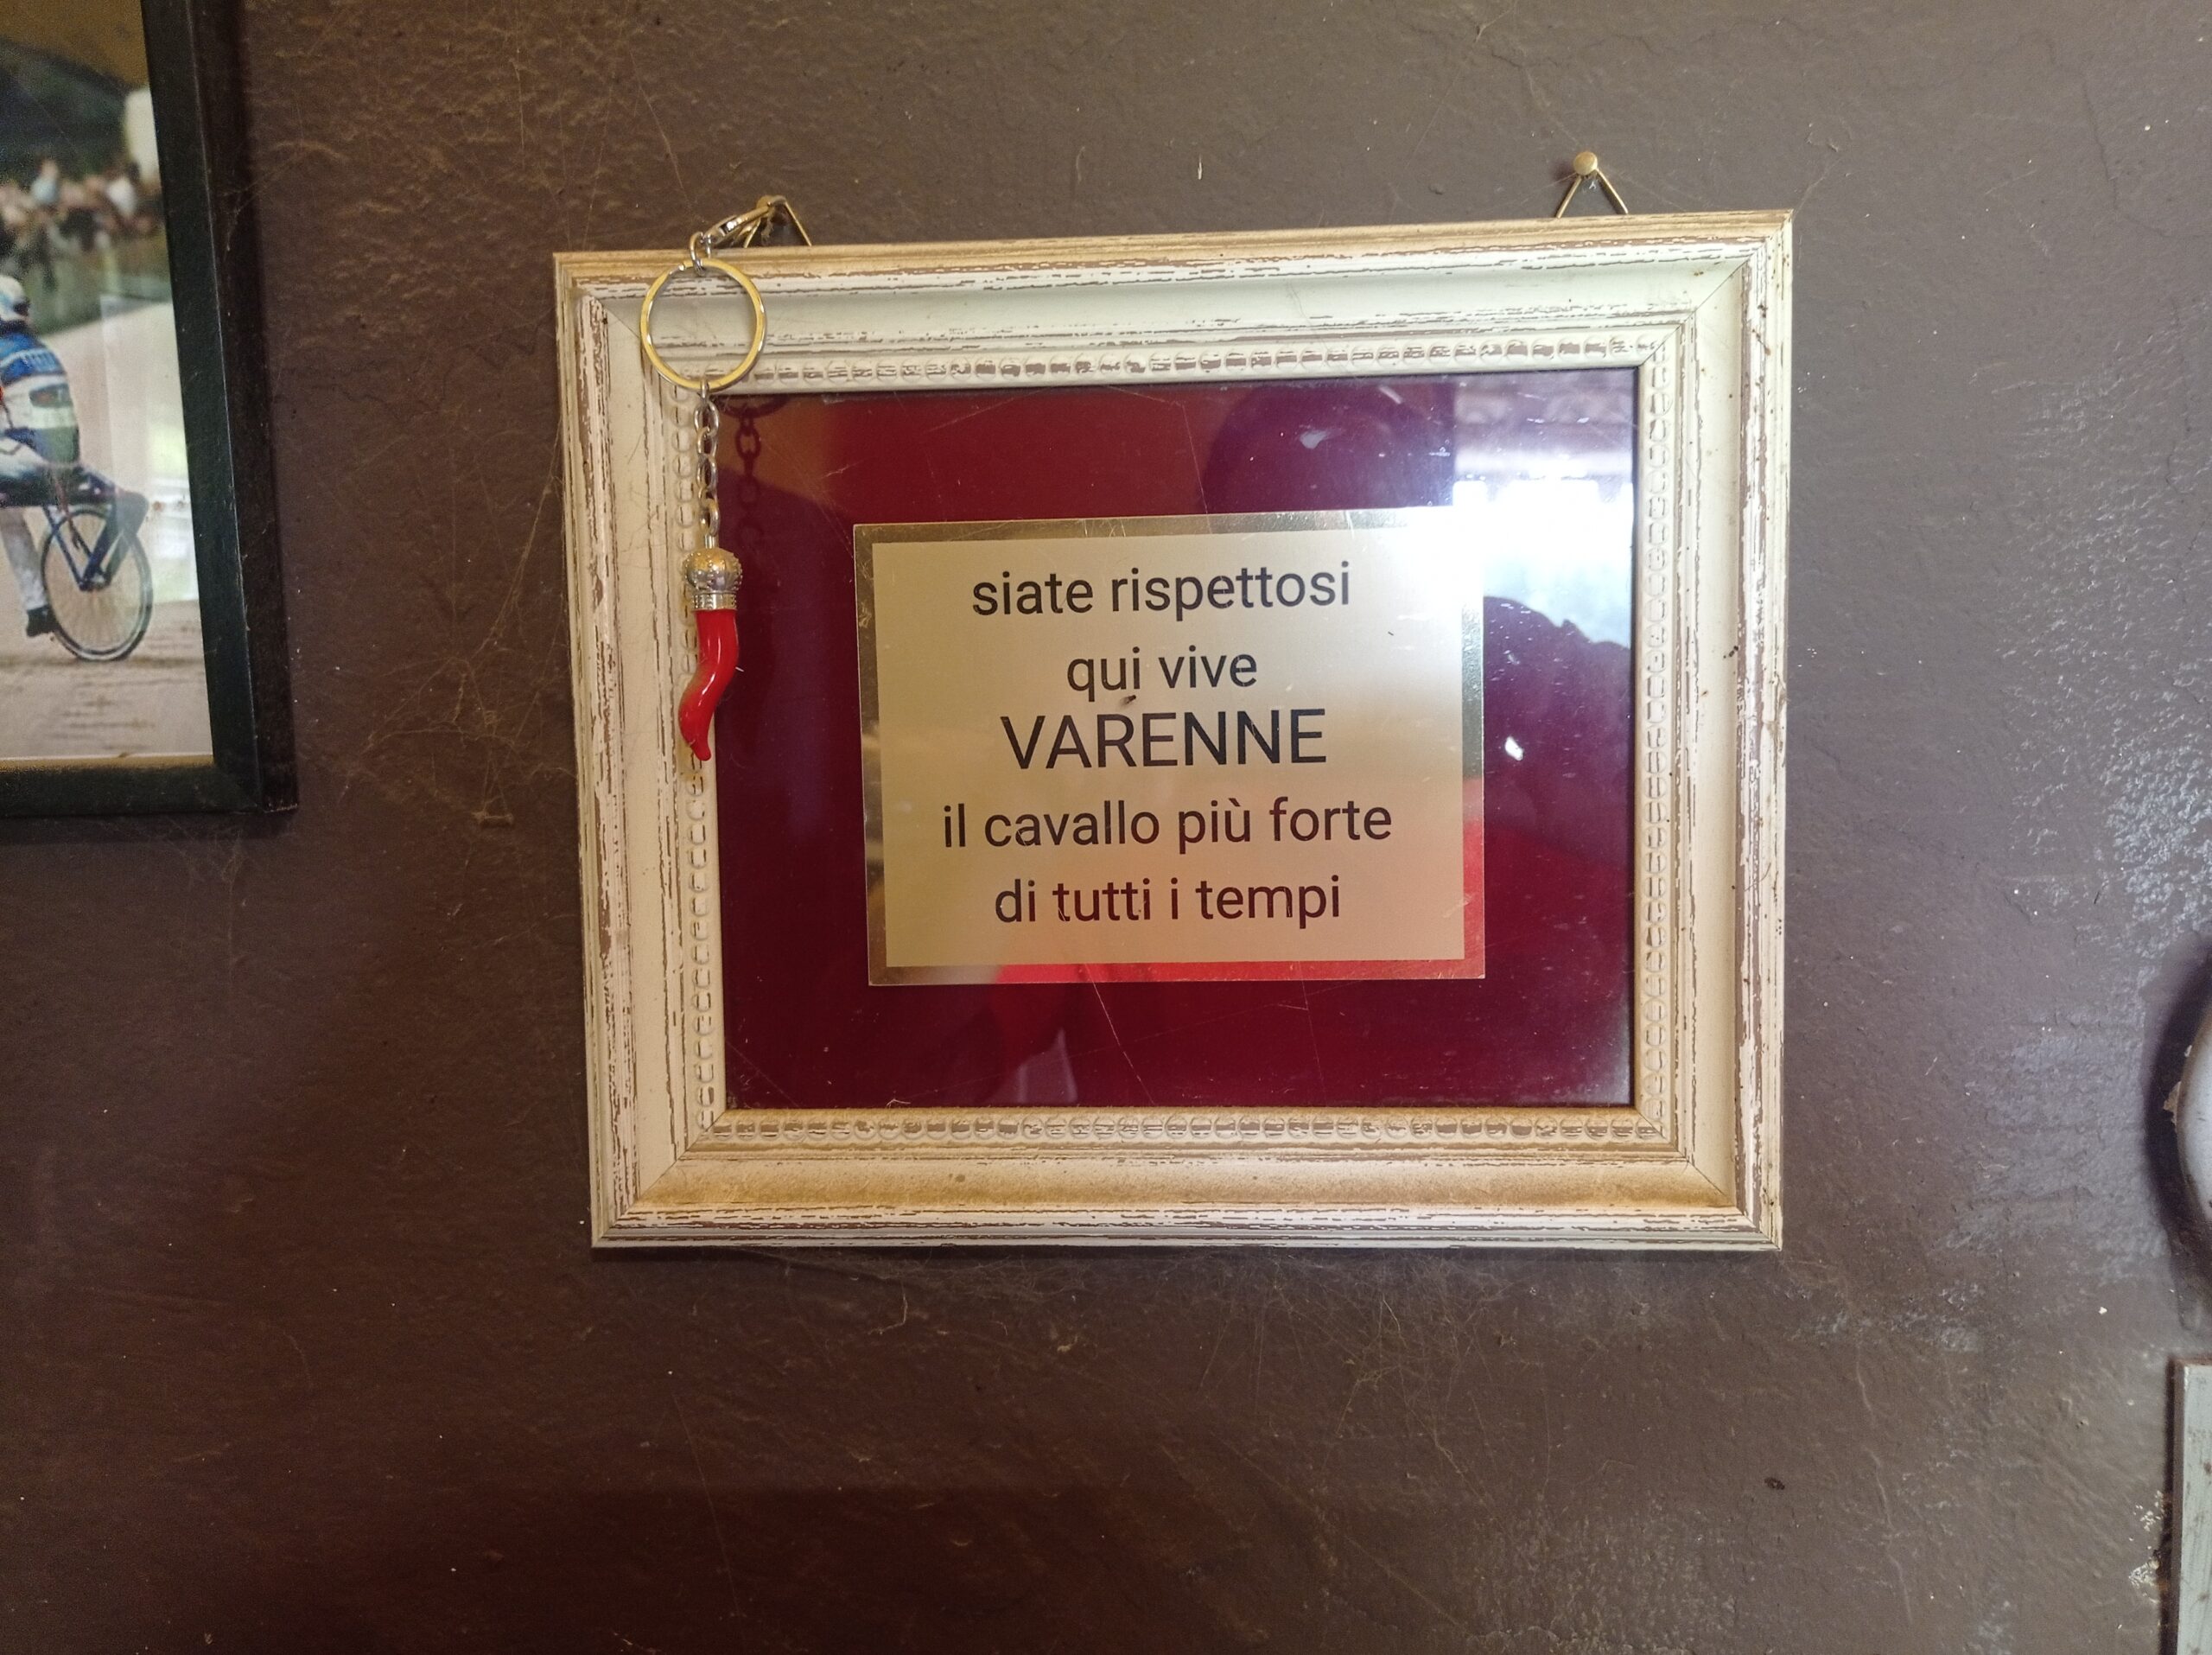 siate rispettosi
qui vive
VARENNE
il cavallo più forte
di tutti i tempi